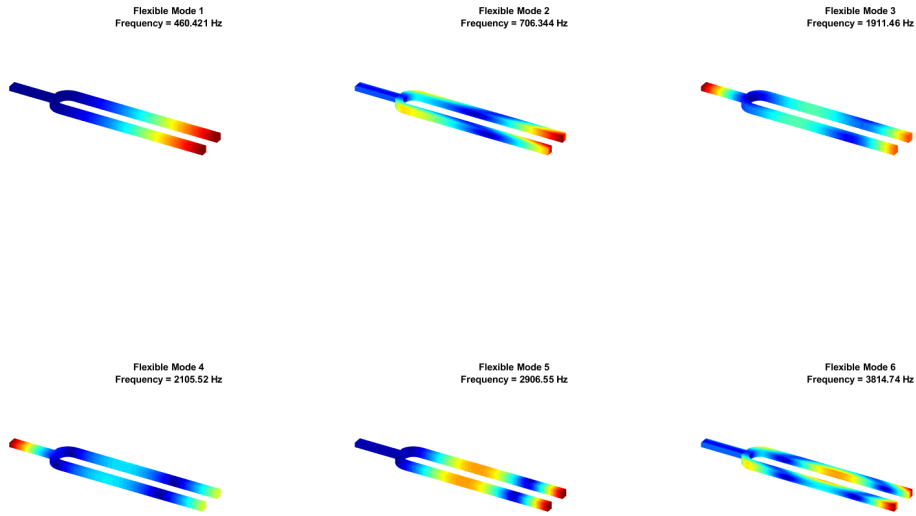 Flexible Mode 1
Frequency = 460.421 Hz
Flexible Mode 2
Frequency = 706.344 Hz
Flexible Mode 3
Frequency = 1911.46 Hz
Flexible Mode 4
Frequency = 2105.52 Hz
Flexible Mode 5
Frequency = 2906.55 Hz
Flexible Mode 6
Frequency = 3814.74 Hz